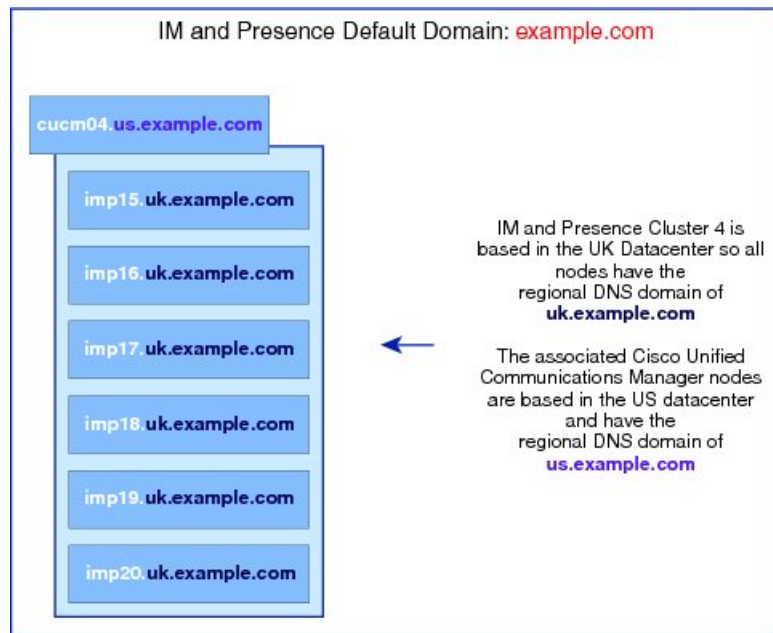 IM and Presence Default Domain: example.com
cucm04.us.example.com
imp15.uk.example.com
imp16.uk.example.com
imp17.uk.example.com
imp18.uk.example.com
imp19.uk.example.com
imp20.uk.example.com
IM and Presence Cluster 4 is
based in the UK Datacenter so all
nodes have the
regional DNS domain of
uk.example.com
The associated Cisco Unified
Communications Manager nodes
are based in the US datacenter
and have the
regional DNS domain of
us.example.com